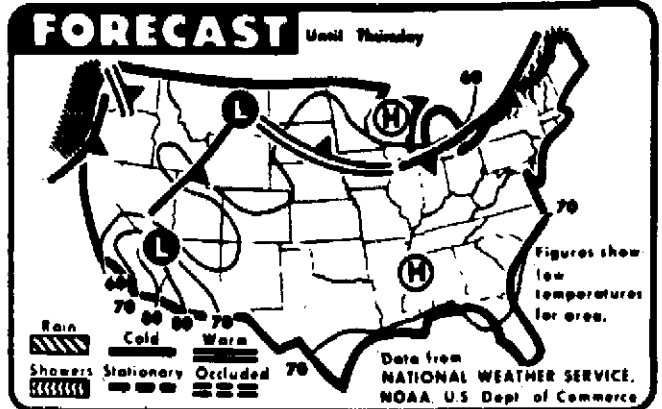 FORECAST Until Thursday
60
L
H
70
L
H
Figures show
low
temperatures
for area.
60
70 80 80 70
70
Rain Cold Warm
Showers Stationary Occluded
Data from
NATIONAL WEATHER SERVICE,
NOAA, U.S. Dept. of Commerce